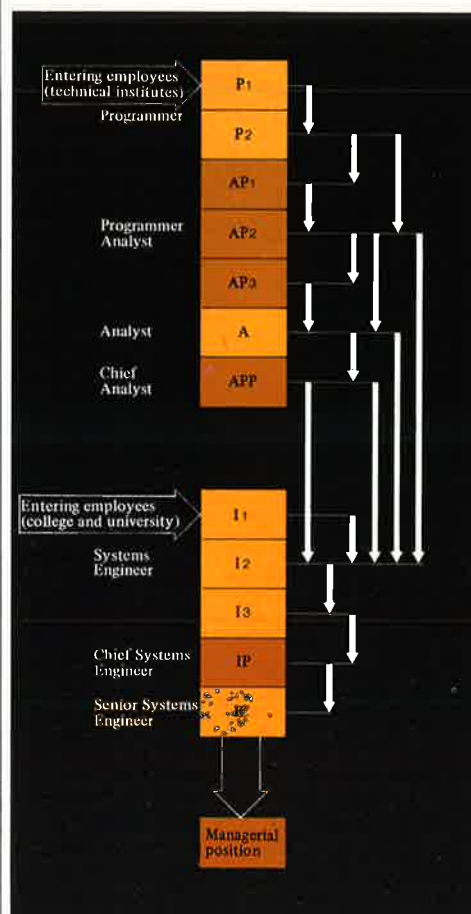 Entering employees
(technical institutes)
P1
Programmer
P2
AP1
Programmer
Analyst
AP2
AP3
Analyst
A
Chief
Analyst
APP
Entering employees
(college and university)
I1
Systems
Engineer
I2
I3
Chief Systems
Engineer
IP
Senior Systems
Engineer
Managerial
position